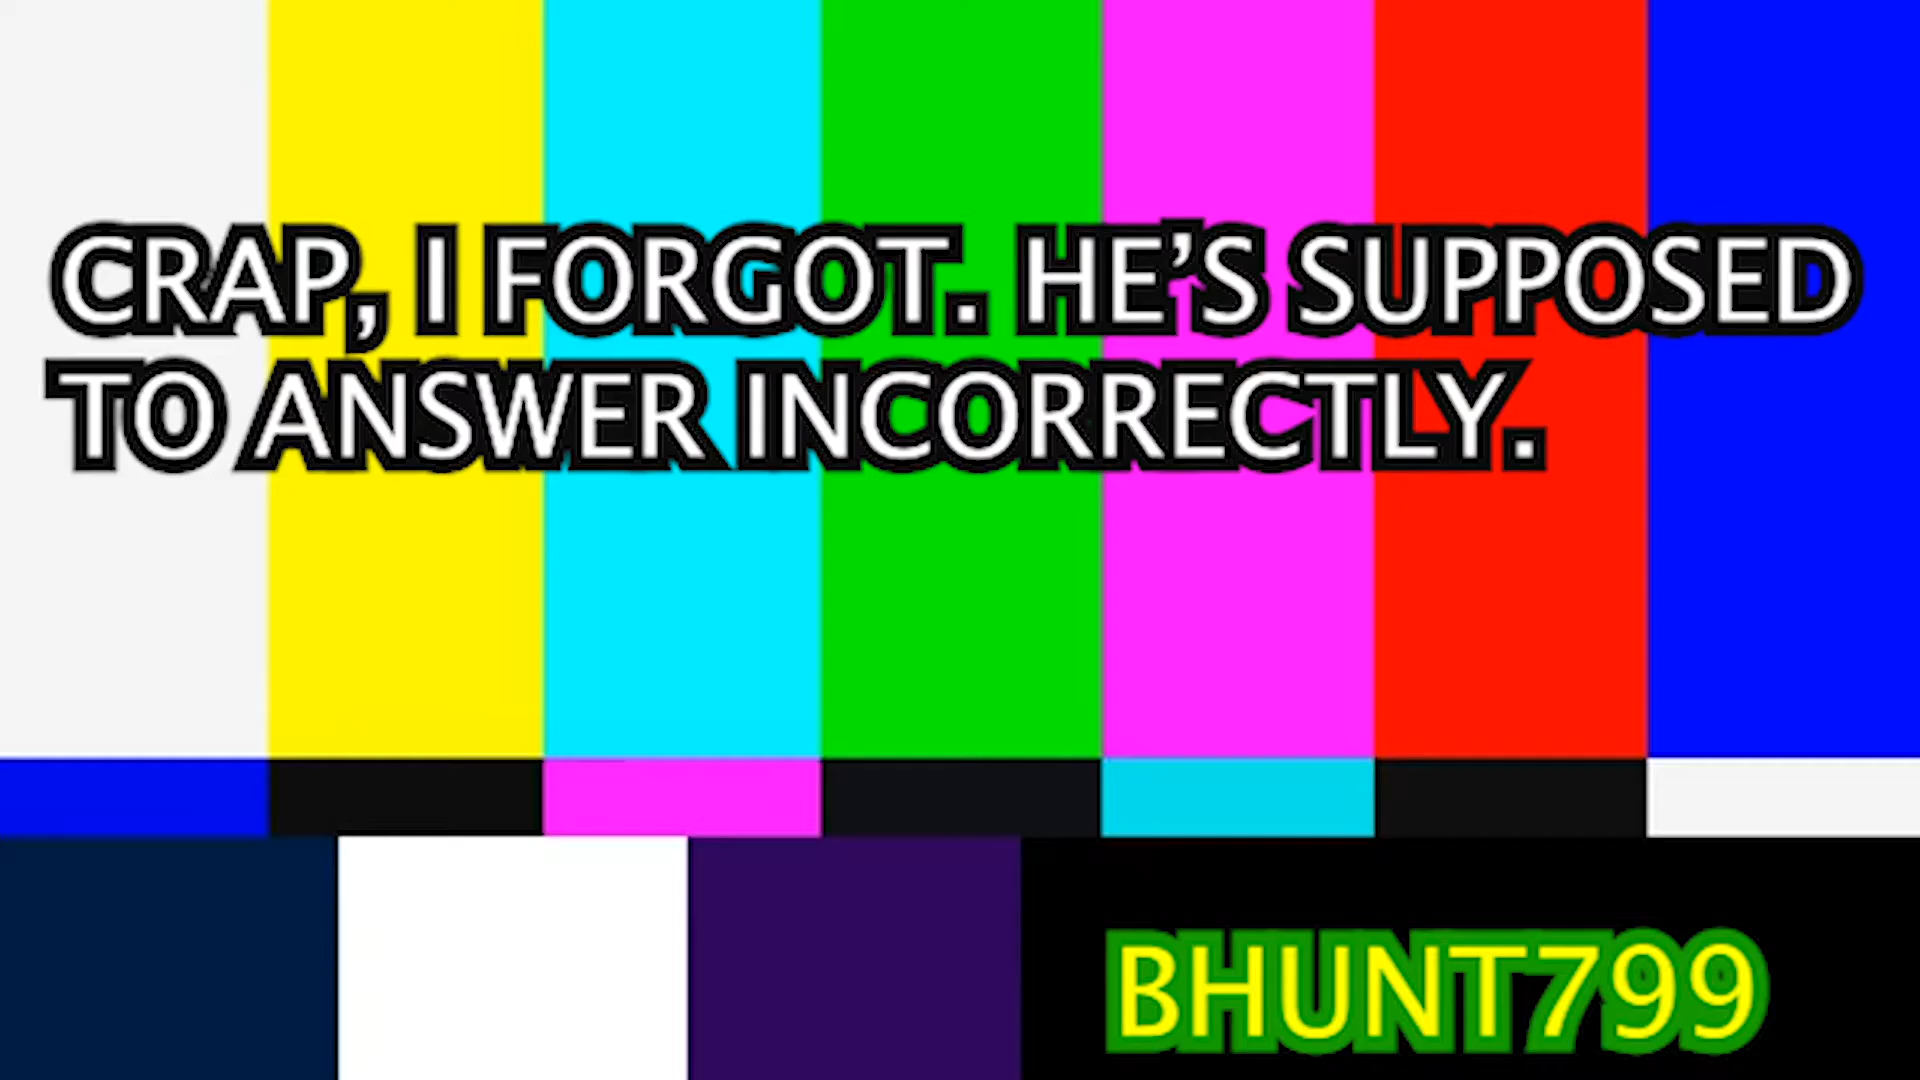 CRAP, I FORGOT. HE’S SUPPOSED
TO ANSWER INCORRECTLY.
BHUNT799